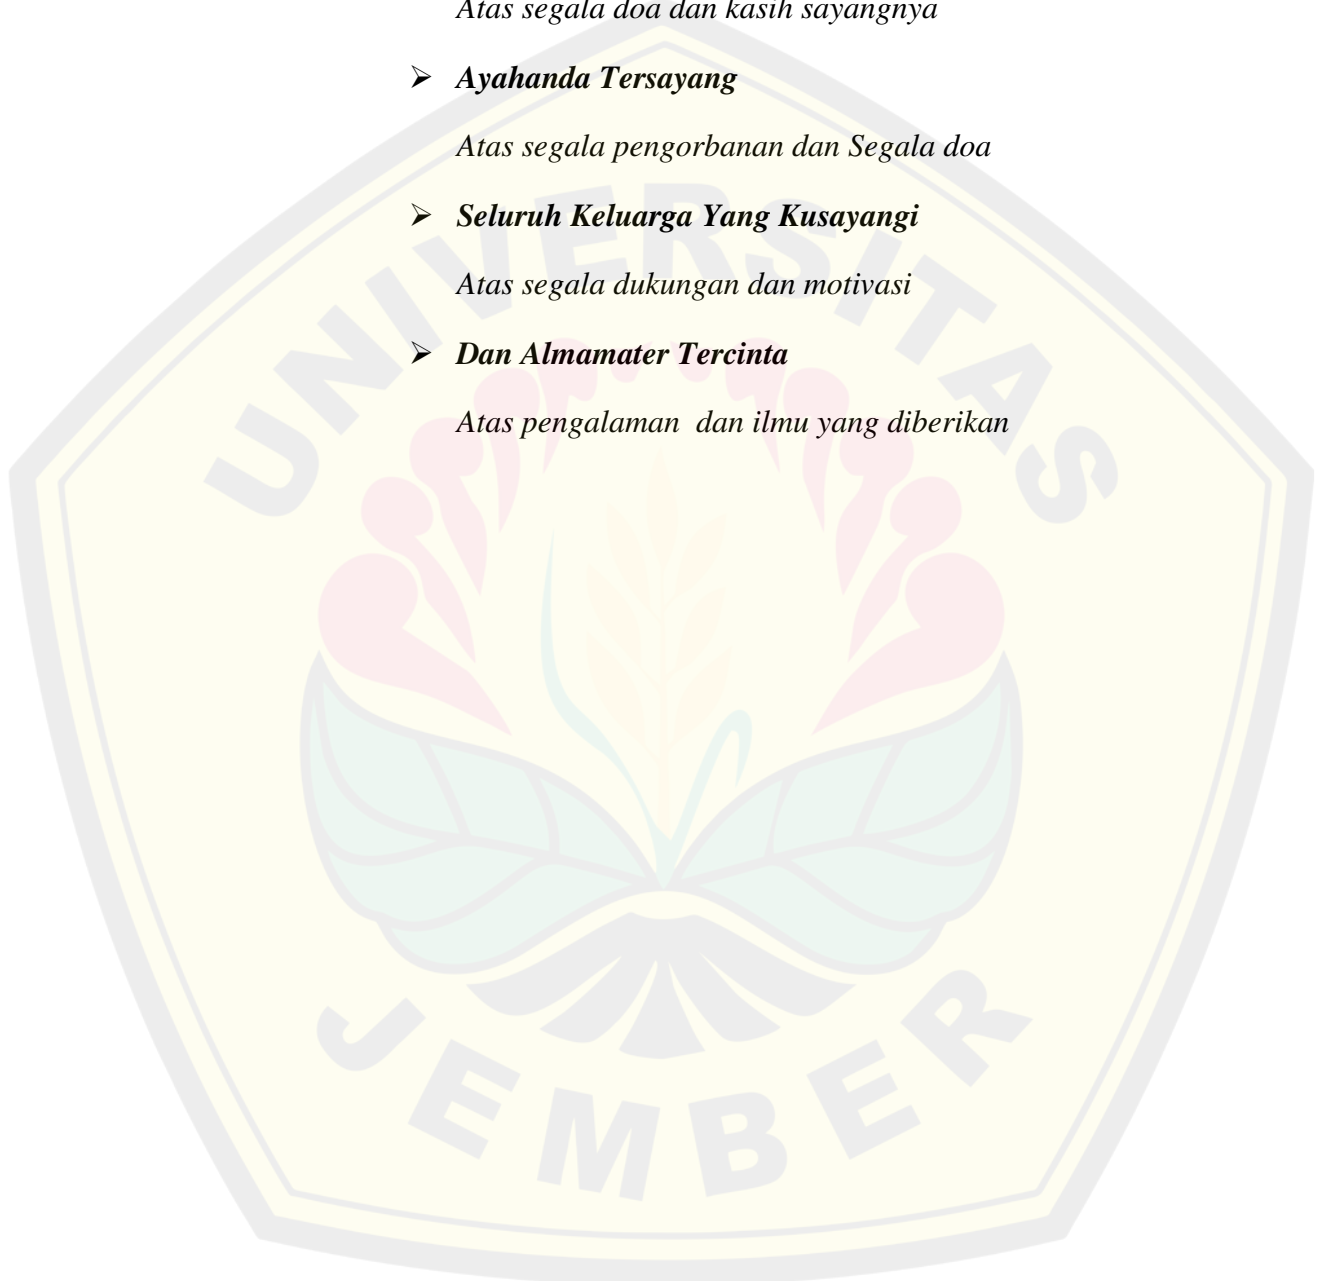 Atas segala doa dan kasih sayangnya
➢ Ayahanda Tersayang
Atas segala pengorbanan dan Segala doa
➢ Seluruh Keluarga Yang Kusayangi
Atas segala dukungan dan motivasi
➢ Dan Almamater Tercinta
Atas pengalaman  dan ilmu yang diberikan
UNIVERSITAS
JEMBER